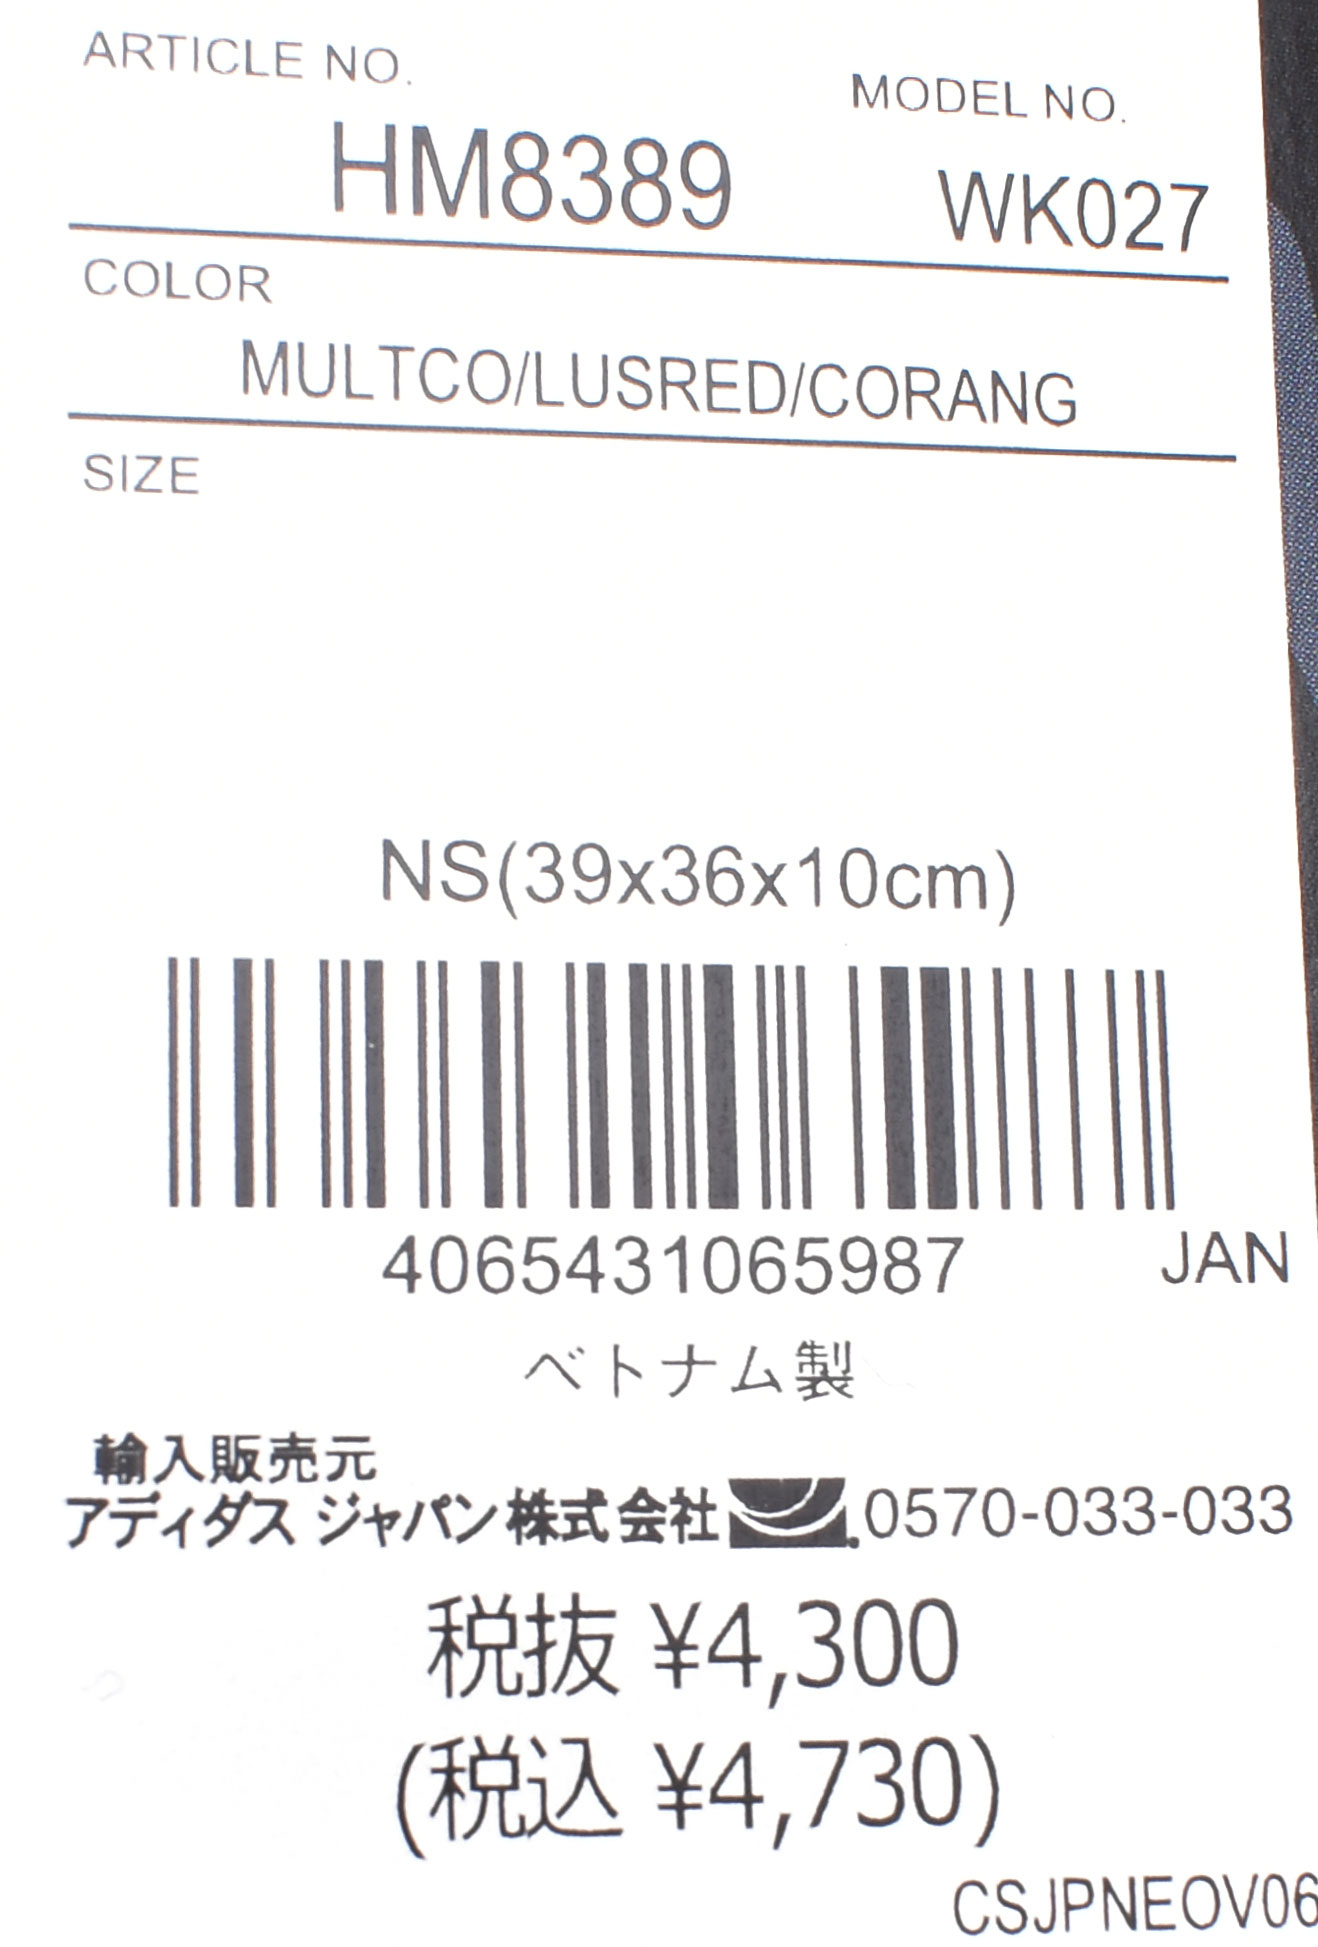 ARTICLE NO.
MODEL NO.
HM8389
WK027
COLOR
MULTCO/LUSRED/CORANG
SIZE
NS(39x36x10cm)
4065431065987
JAN
ベトナム製
輸入販売元
アディダス ジャパン株式会社 0570-033-033
税抜 ¥4,300
(税込 ¥4,730)
CSJPNEOV06